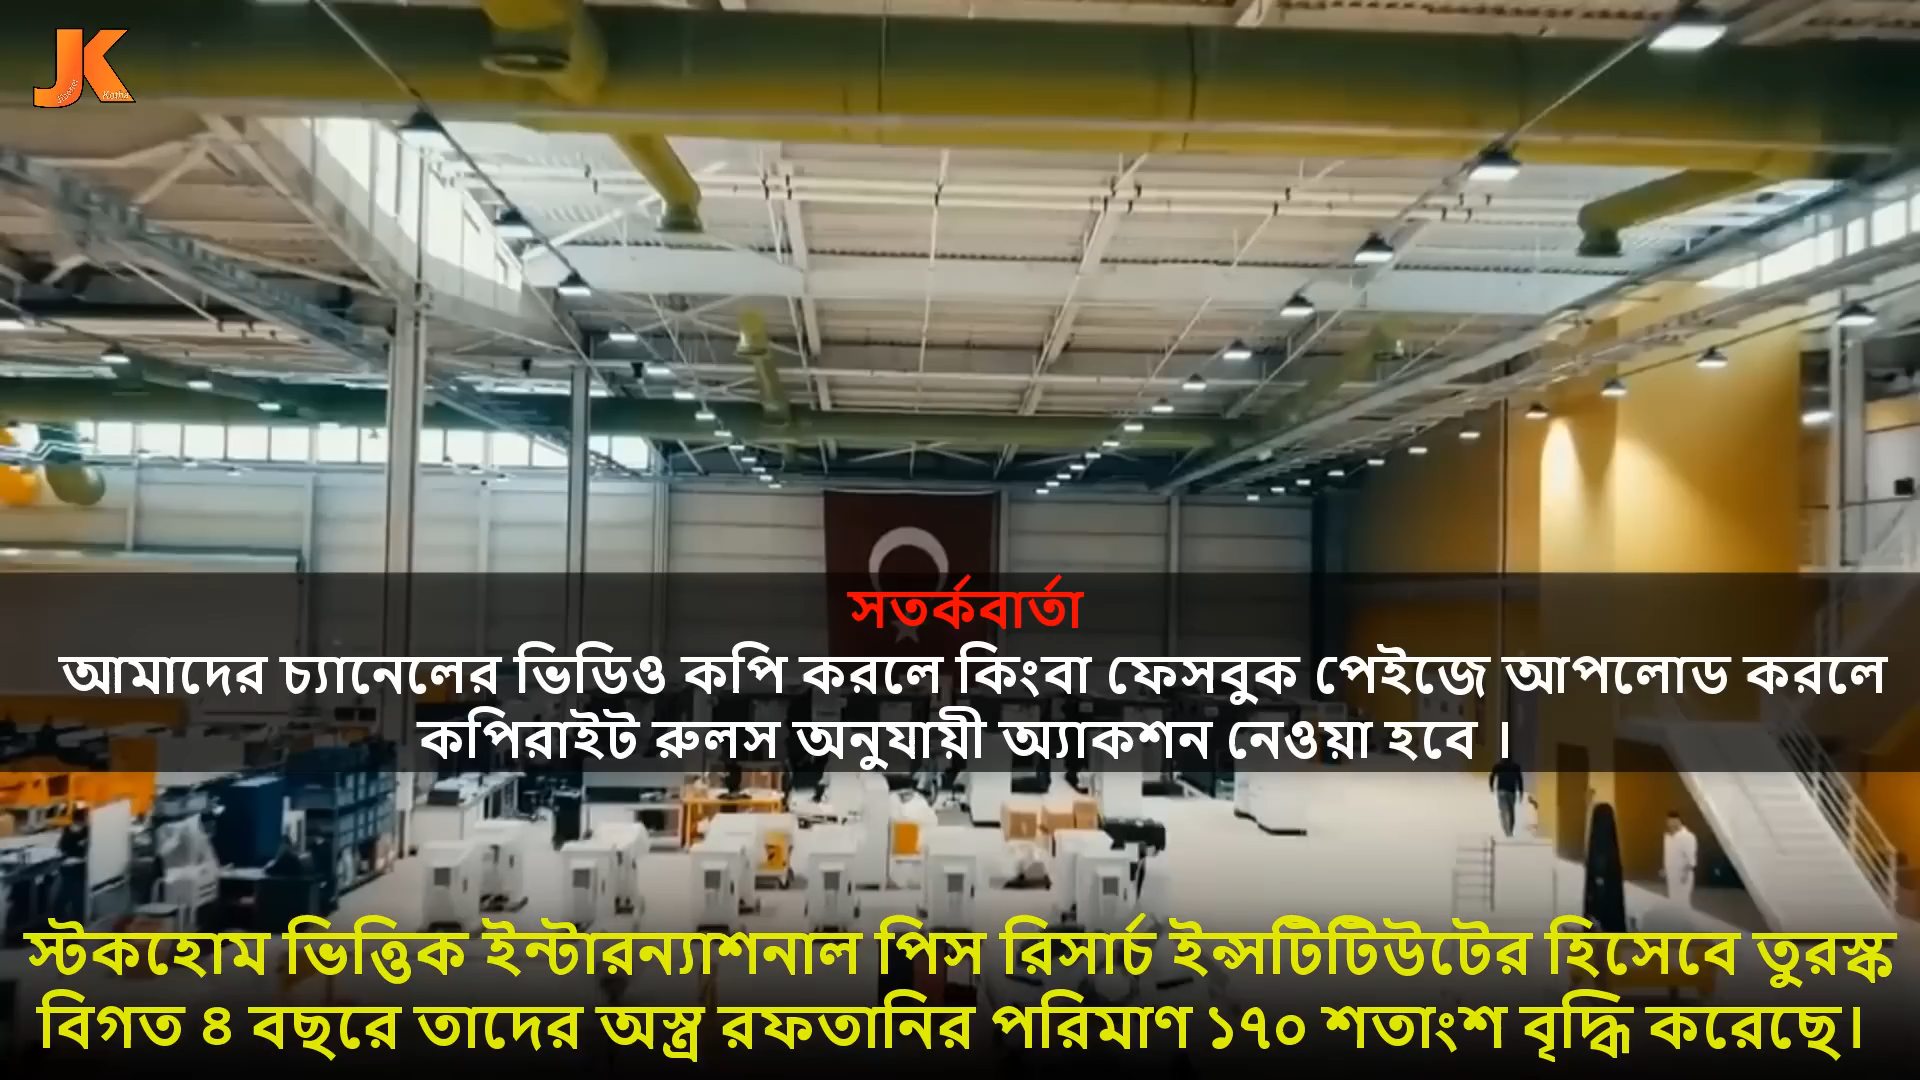 JK
সতর্কবার্তা
আমাদের চ্যানেলের ভিডিও কপি করলে কিংবা ফেসবুক পেইজে আপলোড করলে
কপিরাইট রুলস অনুযায়ী অ্যাকশন নেওয়া হবে ।
স্টকহোম ভিত্তিক ইন্টারন্যাশনাল পিস রিসার্চ ইন্সটিটিউটের হিসেবে তুরস্ক
বিগত ৪ বছরে তাদের অস্ত্র রফতানির পরিমাণ ১৭০ শতাংশ বৃদ্ধি করেছে।